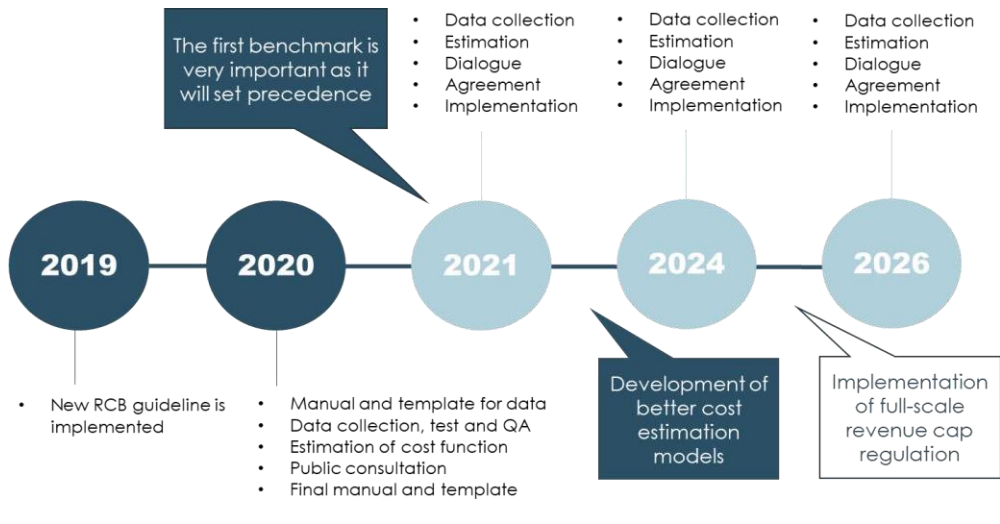 The first benchmark is
very important as it
will set precedence
• Data collection
• Estimation
• Dialogue
• Agreement
• Implementation
• Data collection
• Estimation
• Dialogue
• Agreement
• Implementation
• Data collection
• Estimation
• Dialogue
• Agreement
• Implementation
2019
2020
2021
2024
2026
• New RCB guideline is
implemented
• Manual and template for data
• Data collection, test and QA
• Estimation of cost function
• Public consultation
• Final manual and template
Development of
better cost
estimation
models
Implementation
of full-scale
revenue cap
regulation